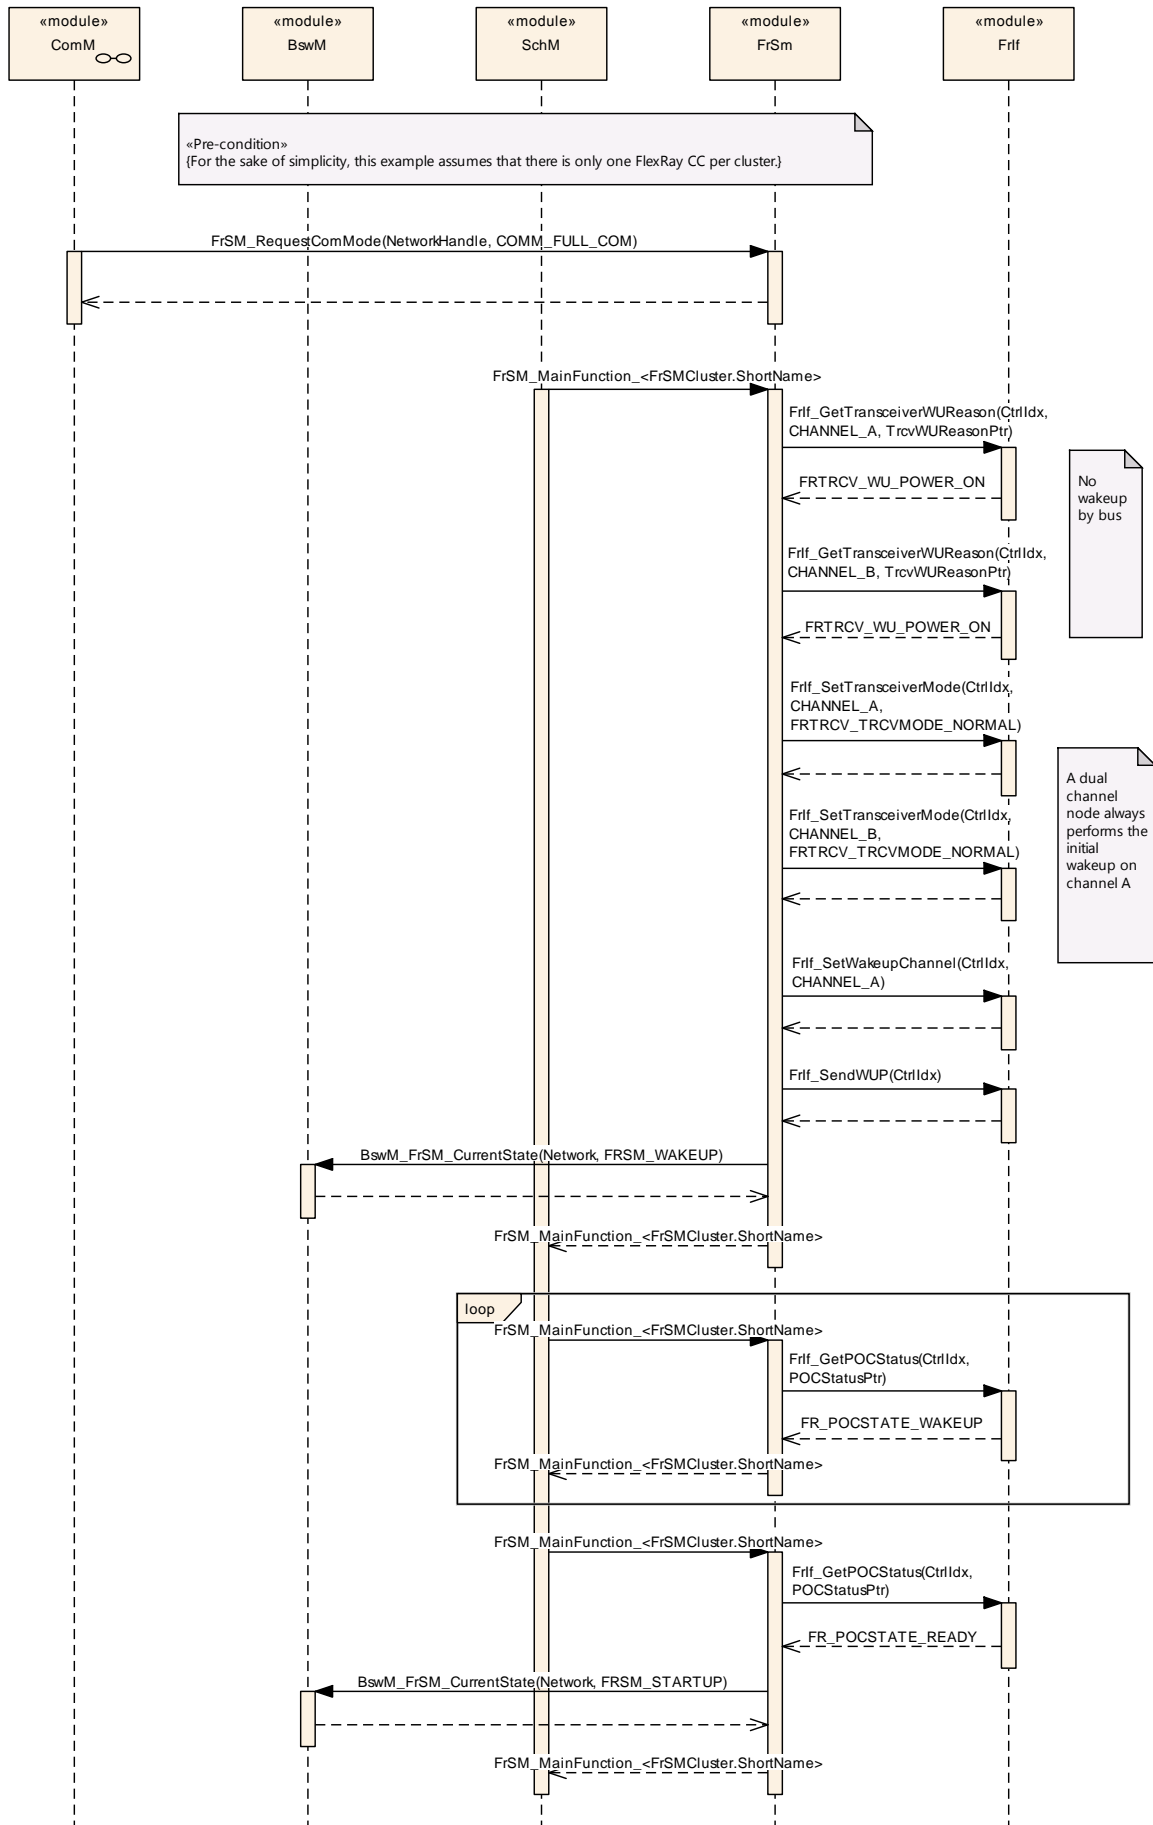 «module»
ComM
«module»
BswM
«module»
SchM
«module»
FrSm
«module»
FrIf
«Pre-condition»
{For the sake of simplicity, this example assumes that there is only one FlexRay CC per cluster.}
FrSM_RequestComMode(NetworkHandle, COMM_FULL_COM)
FrSM_MainFunction_<FrSMCluster.ShortName>
FrIf_GetTransceiverWUReason(CtrlIdx,
CHANNEL_A, TrcvWUReasonPtr)
FRTRCV_WU_POWER_ON
No
wakeup
by bus
FrIf_GetTransceiverWUReason(CtrlIdx,
CHANNEL_B, TrcvWUReasonPtr)
FRTRCV_WU_POWER_ON
FrIf_SetTransceiverMode(CtrlIdx,
CHANNEL_A,
FRTRCV_TRCVMODE_NORMAL)
A dual
channel
node always
performs the
initial
wakeup on
channel A
FrIf_SetTransceiverMode(CtrlIdx,
CHANNEL_B,
FRTRCV_TRCVMODE_NORMAL)
FrIf_SetWakeupChannel(CtrlIdx,
CHANNEL_A)
FrIf_SendWUP(CtrlIdx)
BswM_FrSM_CurrentState(Network, FRSM_WAKEUP)
FrSM_MainFunction_<FrSMCluster.ShortName>
loop
FrSM_MainFunction_<FrSMCluster.ShortName>
FrIf_GetPOCStatus(CtrlIdx,
POCStatusPtr)
FR_POCSTATE_WAKEUP
FrSM_MainFunction_<FrSMCluster.ShortName>
FrSM_MainFunction_<FrSMCluster.ShortName>
FrIf_GetPOCStatus(CtrlIdx,
POCStatusPtr)
FR_POCSTATE_READY
BswM_FrSM_CurrentState(Network, FRSM_STARTUP)
FrSM_MainFunction_<FrSMCluster.ShortName>